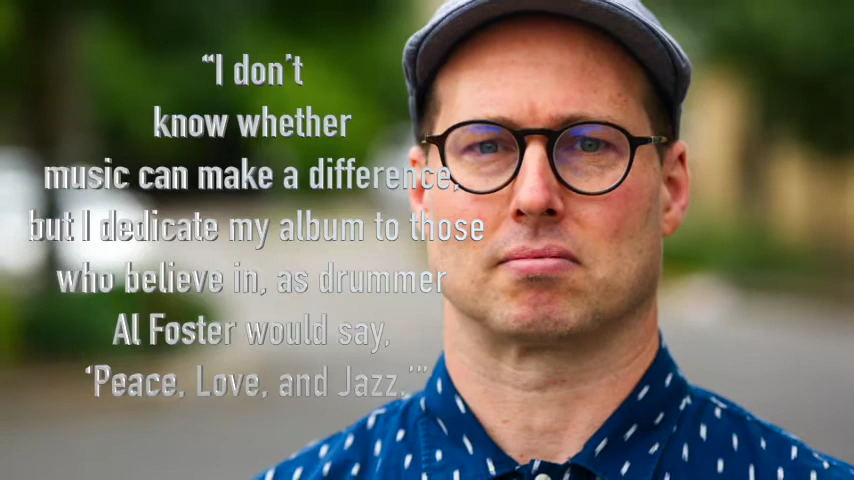 “I don’t
know whether
music can make a difference,
but I dedicate my album to those
who believe in, as drummer
Al Foster would say,
‘Peace, Love, and Jazz.’”